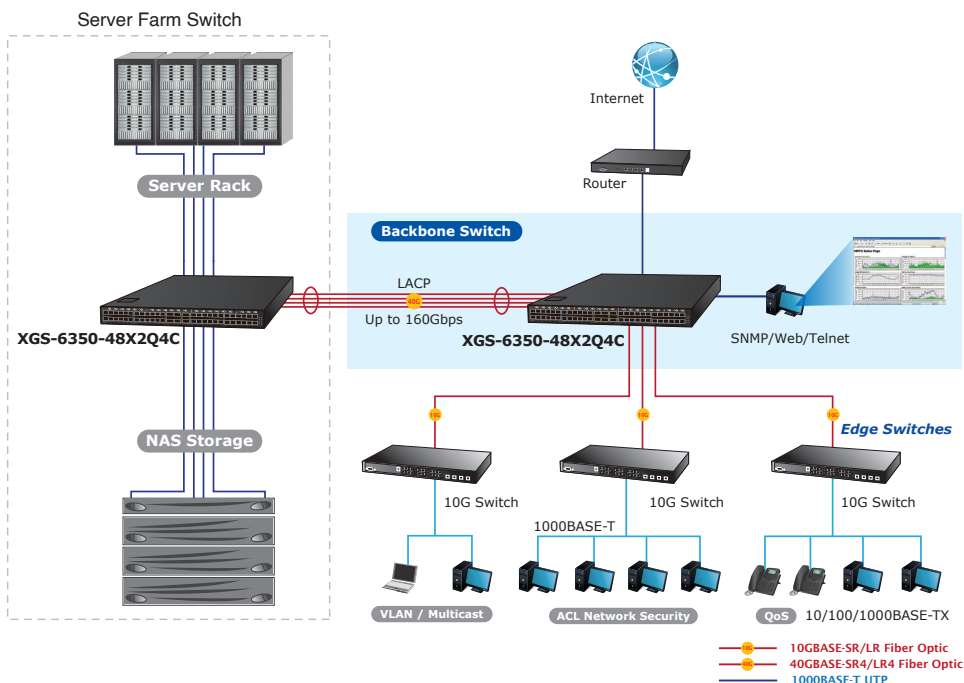 Server Farm Switch
Server Rack
XGS-6350-48X2Q4C
NAS Storage
Internet
Router
Backbone Switch
LACP
40G
Up to 160Gbps
XGS-6350-48X2Q4C
SNMP/Web/Telnet
10G
10G
10G
Edge Switches
10G Switch
10G Switch
10G Switch
1000BASE-T
VLAN / Multicast
ACL Network Security
QoS
10/100/1000BASE-TX
10G
10GBASE-SR/LR Fiber Optic
40G
40GBASE-SR4/LR4 Fiber Optic
1000BASE-T UTP